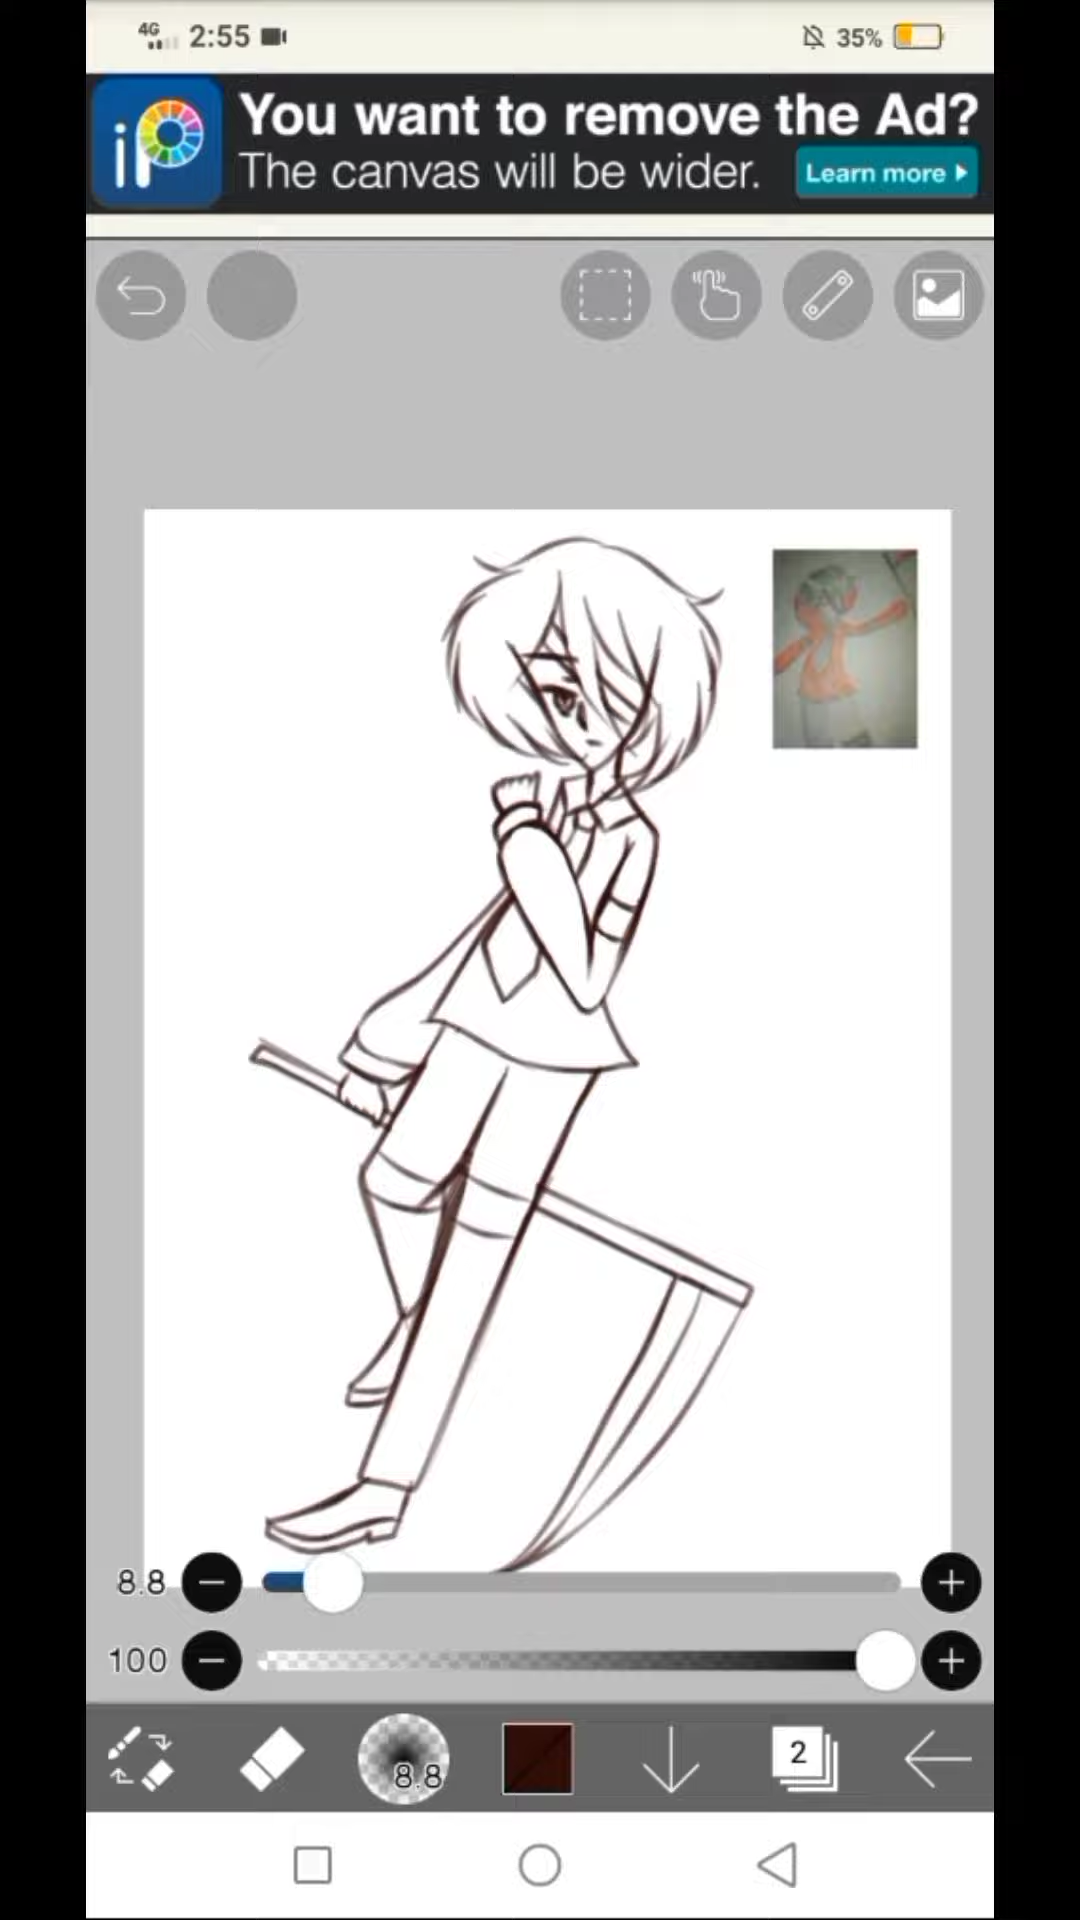 4G 2:55 35%
iP
You want to remove the Ad?
The canvas will be wider.
Learn more
8.8
100
8.8
2